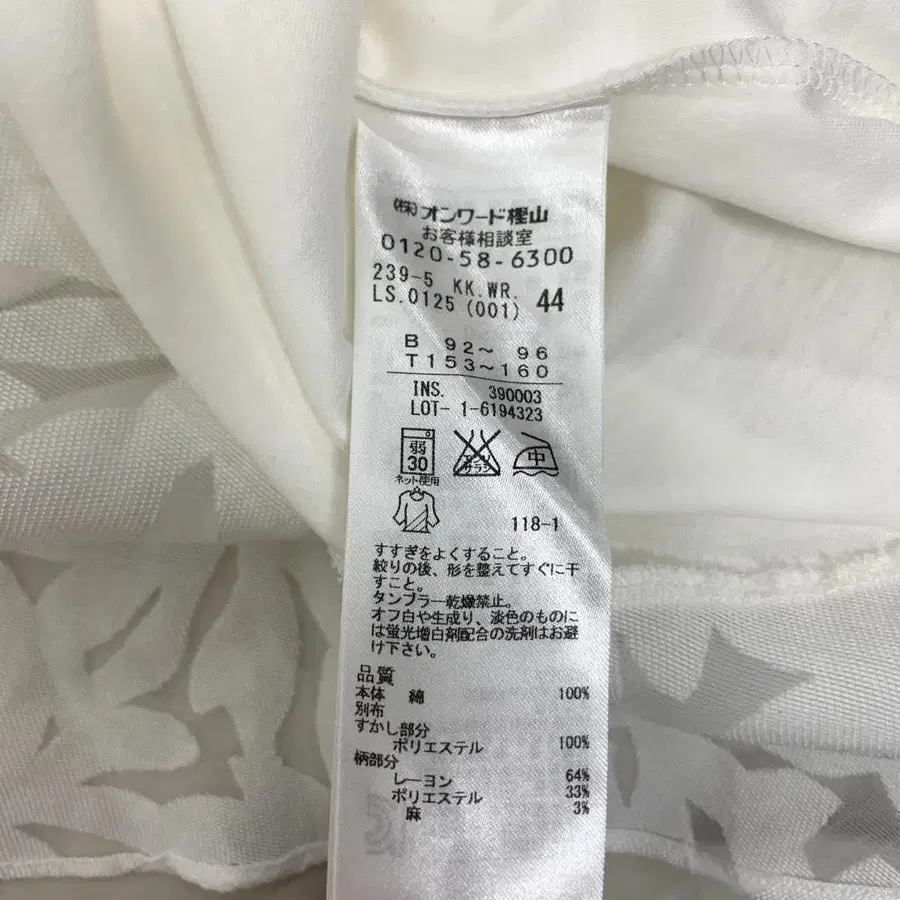 (株)オンワード樫山
お客様相談室
0120-58-6300
239-5 KK.WR.
LS.0125 (001) 44
B 92～ 96
T153～160
INS. 390003
LOT- 1-6194323
弱 30
エンソ サラシ
中
ネット使用
118-1
すすぎをよくすること。
絞りの後、形を整えてすぐに干
すこと。
タンブラー乾燥禁止。
オフ白や生成り、淡色のものに
は蛍光増白剤配合の洗剤はお避
け下さい。
品質
本体 綿 100%
別布
すかし部分
ポリエステル 100%
柄部分
レーヨン 64%
ポリエステル 33%
麻 3%